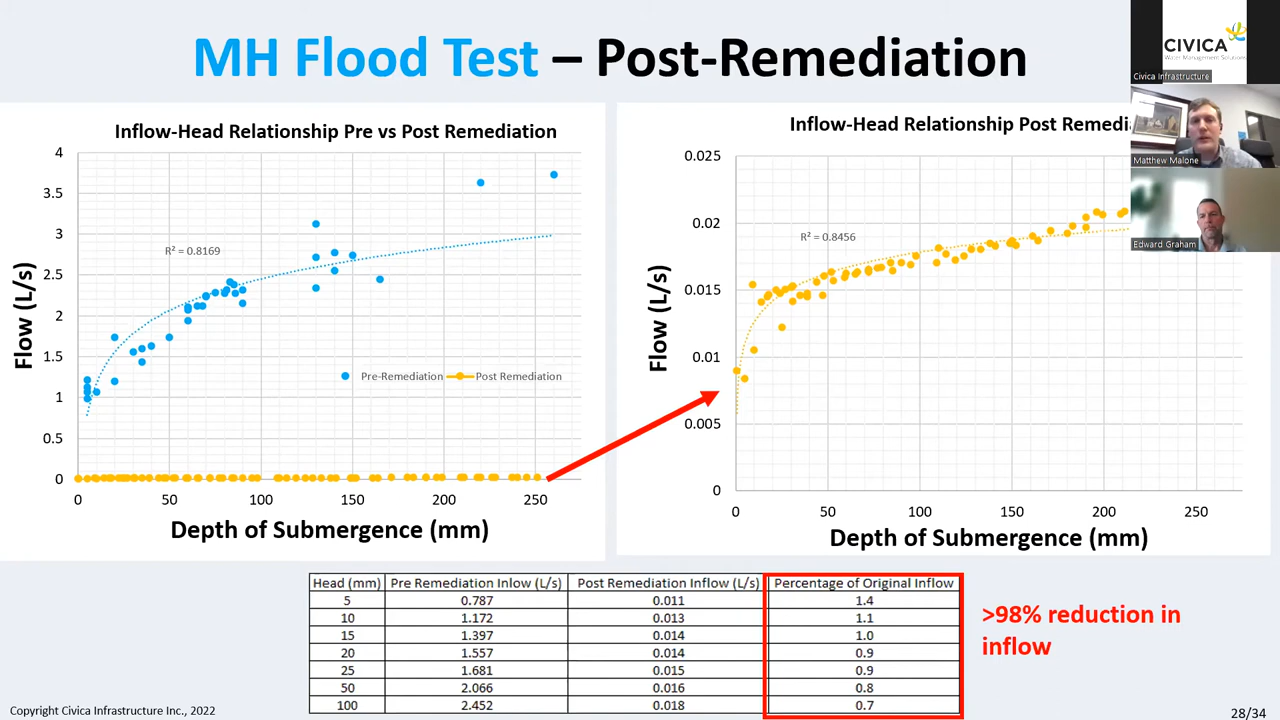 MH Flood Test – Post-Remediation
CIVICA
Water Management Solutions
Civica Infrastructure
Matthew Malone
Edward Graham
Inflow-Head Relationship Pre vs Post Remediation
4
3.5
3
2.5
2
1.5
1
0.5
0
Flow (L/s)
R² = 0.8169
Pre-Remediation
Post Remediation
0 50 100 150 200 250
Depth of Submergence (mm)
Inflow-Head Relationship Post Remedia
0.025
0.02
0.015
0.01
0.005
0
Flow (L/s)
R² = 0.8456
0 50 100 150 200 250
Depth of Submergence (mm)
Head (mm) Pre Remediation Inlow (L/s) Post Remediation Inflow (L/s) Percentage of Original Inflow
5 0.787 0.011 1.4
10 1.172 0.013 1.1
15 1.397 0.014 1.0
20 1.557 0.014 0.9
25 1.681 0.015 0.9
50 2.066 0.016 0.8
100 2.452 0.018 0.7
>98% reduction in
inflow
Copyright Civica Infrastructure Inc., 2022
28/34